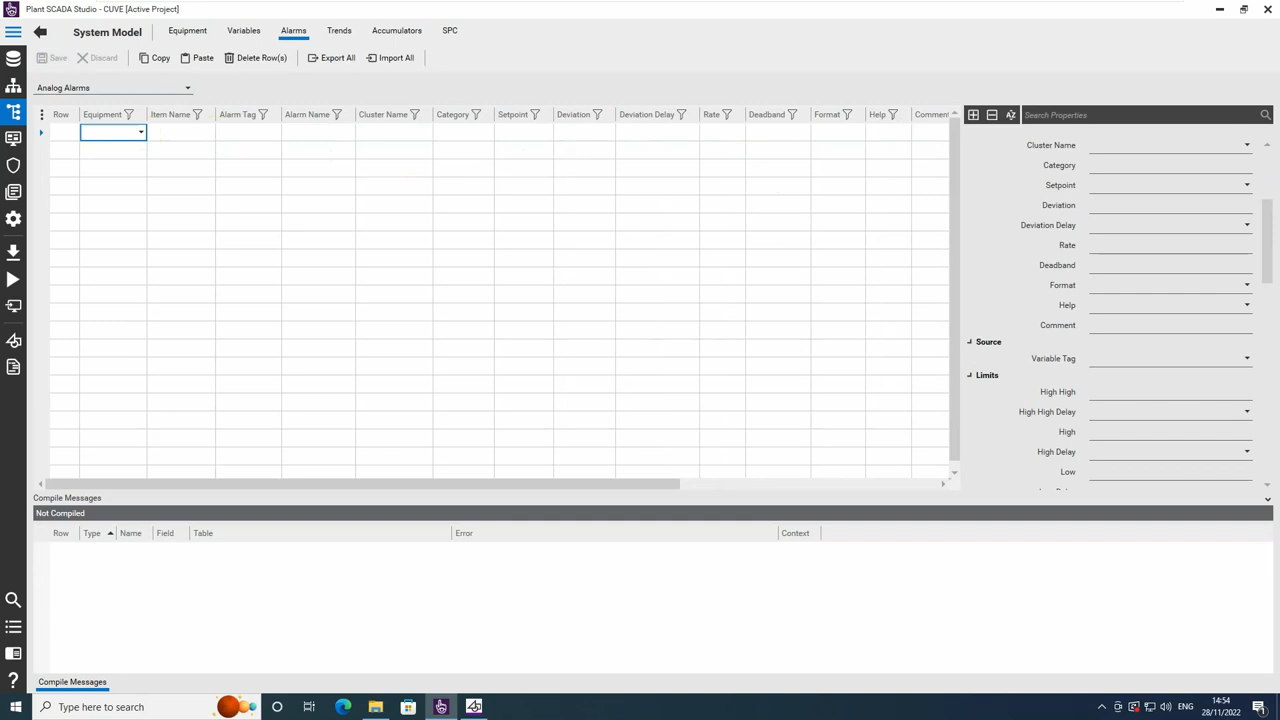 Plant SCADA Studio - CUVE [Active Project]
System Model Equipment Variables Alarms Trends Accumulators SPC
Save Discard Copy Paste Delete Row(s) Export All Import All
Analog Alarms
Row Equipment Item Name Alarm Tag Alarm Name Cluster Name Category Setpoint Deviation Deviation Delay Rate Deadband Format Help Comment
Search Properties
Cluster Name
Category
Setpoint
Deviation
Deviation Delay
Rate
Deadband
Format
Help
Comment
Source
Variable Tag
Limits
High High
High High Delay
High
High Delay
Low
Compile Messages
Not Compiled
Row Type Name Field Table Error Context
Compile Messages
Type here to search
ENG
14:54
28/11/2022